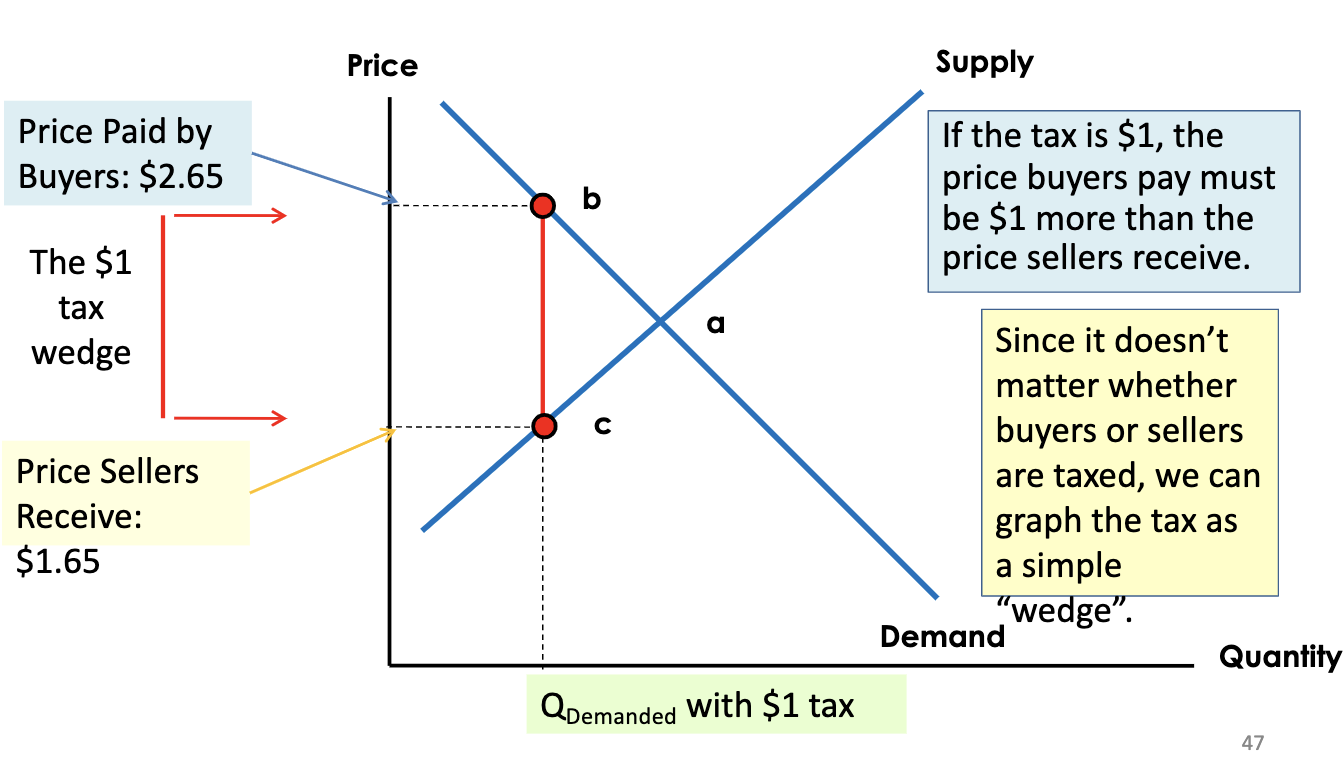 Price
Supply
Price Paid by
Buyers: $2.65
If the tax is $1, the
price buyers pay must
be $1 more than the
price sellers receive.
b
The $1
tax
wedge
a
Since it doesn’t
matter whether
buyers or sellers
are taxed, we can
graph the tax as
a simple
“wedge”.
c
Price Sellers
Receive:
$1.65
Demand
Quantity
QDemanded with $1 tax
47